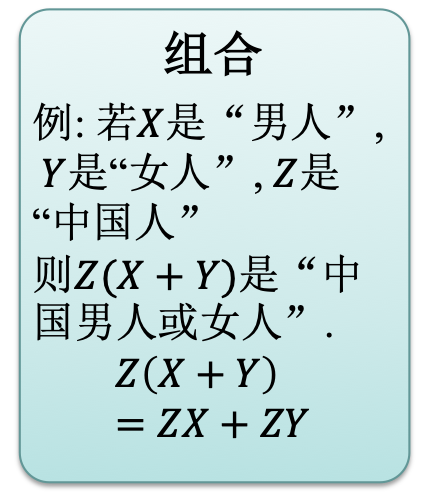 组合
例: 若X是“男人”,
Y是“女人”, Z是
“中国人”
则Z(X + Y)是“中
国男人或女人”.
Z(X + Y)
= ZX + ZY